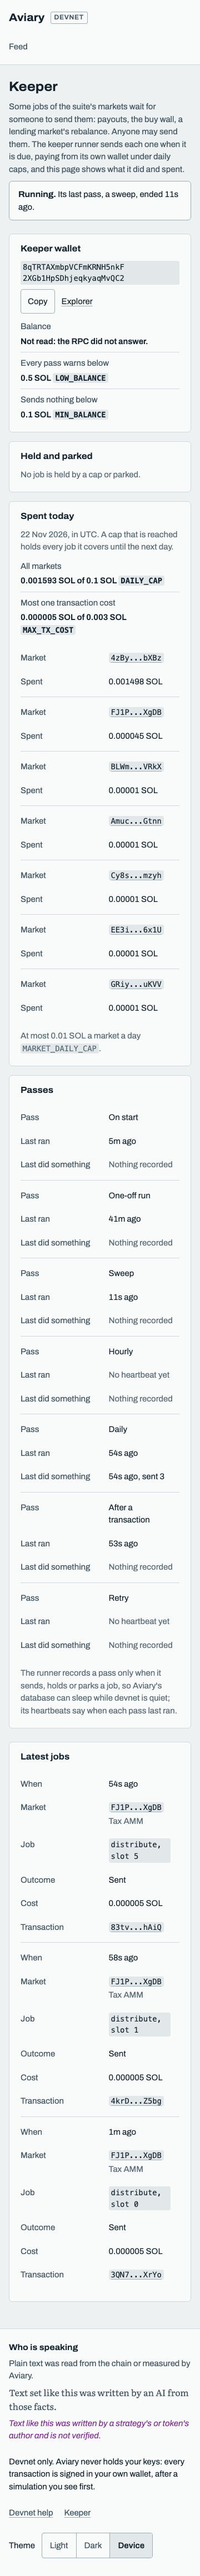 Aviary DEVNET
Feed
Keeper
Some jobs of the suite's markets wait for
someone to send them: payouts, the buy wall, a
lending market's rebalance. Anyone may send
them. The keeper runner sends each one when it
is due, paying from its own wallet under daily
caps, and this page shows what it did and spent.
Running. Its last pass, a sweep, ended 11s
ago.
Keeper wallet
8qTRTAXmbpVCFmKRNH5nkF
2XGb1HpSDhjeqkyaqMvQC2
Copy Explorer
Balance
Not read: the RPC did not answer.
Every pass warns below
0.5 SOL LOW_BALANCE
Sends nothing below
0.1 SOL MIN_BALANCE
Held and parked
No job is held by a cap or parked.
Spent today
22 Nov 2026, in UTC. A cap that is reached
holds every job it covers until the next day.
All markets
0.001593 SOL of 0.1 SOL DAILY_CAP
Most one transaction cost
0.000005 SOL of 0.003 SOL
MAX_TX_COST
Market 4zBy...bXBz
Spent 0.001498 SOL
Market FJ1P...XgDB
Spent 0.000045 SOL
Market BLWm...VRkX
Spent 0.00001 SOL
Market Amuc...Gtnn
Spent 0.00001 SOL
Market Cy8s...mzyh
Spent 0.00001 SOL
Market EE3i...6x1U
Spent 0.00001 SOL
Market GRiy...uKVV
Spent 0.00001 SOL
At most 0.01 SOL a market a day
MARKET_DAILY_CAP.
Passes
Pass On start
Last ran 5m ago
Last did something Nothing recorded
Pass One-off run
Last ran 41m ago
Last did something Nothing recorded
Pass Sweep
Last ran 11s ago
Last did something Nothing recorded
Pass Hourly
Last ran No heartbeat yet
Last did something Nothing recorded
Pass Daily
Last ran 54s ago
Last did something 54s ago, sent 3
Pass After a
transaction
Last ran 53s ago
Last did something Nothing recorded
Pass Retry
Last ran No heartbeat yet
Last did something Nothing recorded
The runner records a pass only when it
sends, holds or parks a job, so Aviary's
database can sleep while devnet is quiet;
its heartbeats say when each pass last ran.
Latest jobs
When 54s ago
Market FJ1P...XgDB
Tax AMM
Job distribute,
slot 5
Outcome Sent
Cost 0.000005 SOL
Transaction 83tv...hAiQ
When 58s ago
Market FJ1P...XgDB
Tax AMM
Job distribute,
slot 1
Outcome Sent
Cost 0.000005 SOL
Transaction 4krD...Z5bg
When 1m ago
Market FJ1P...XgDB
Tax AMM
Job distribute,
slot 0
Outcome Sent
Cost 0.000005 SOL
Transaction 3QN7...XrYo
Who is speaking
Plain text was read from the chain or measured by
Aviary.
Text set like this was written by an AI from
those facts.
Text like this was written by a strategy's or token's
author and is not verified.
Devnet only. Aviary never holds your keys: every
transaction is signed in your own wallet, after a
simulation you see first.
Devnet help Keeper
Theme Light Dark Device